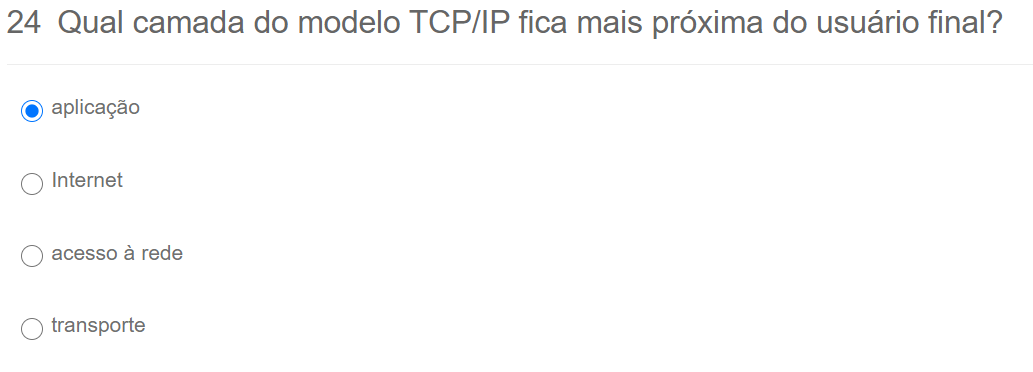 24 Qual camada do modelo TCP/IP fica mais próxima do usuário final?
aplicação
Internet
acesso à rede
transporte